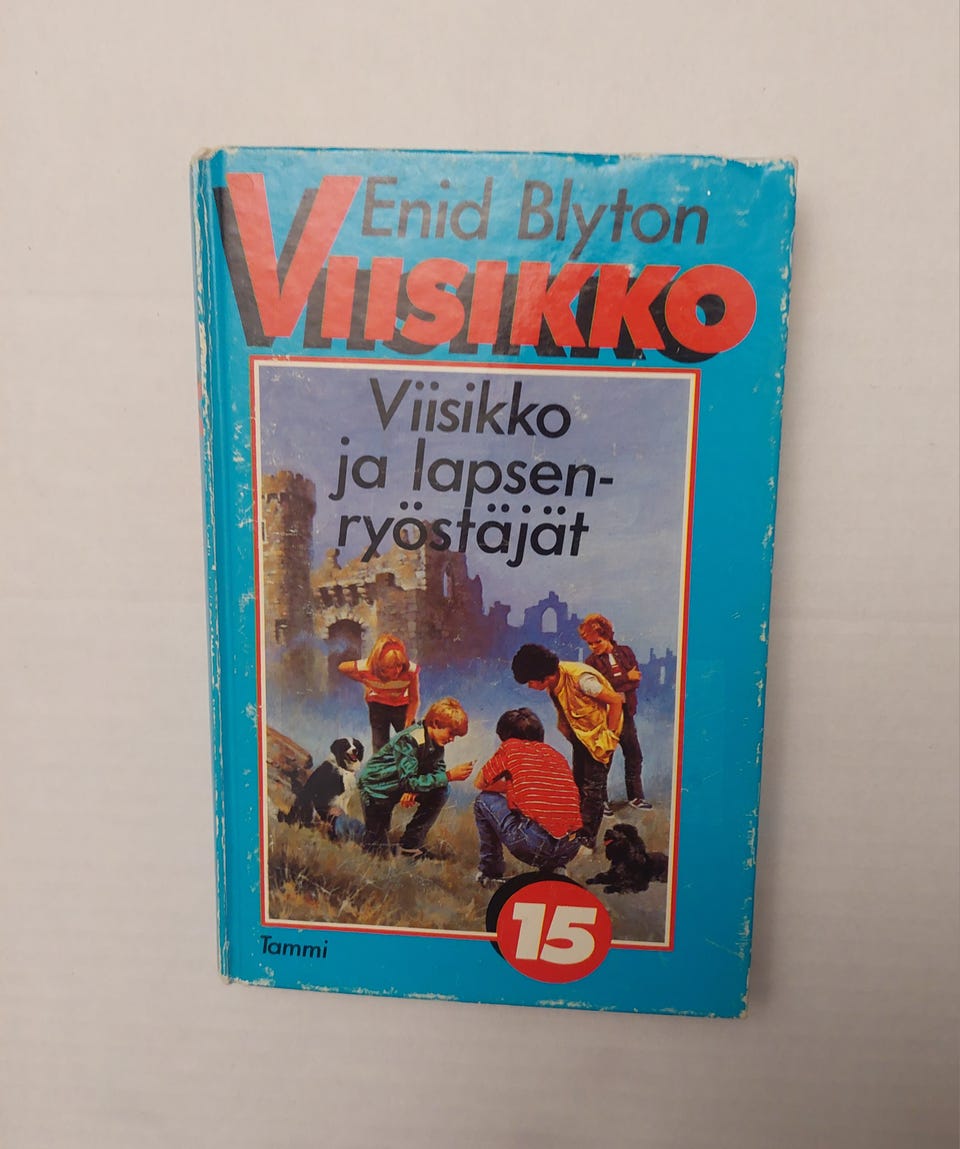 Enid Blyton
VIISIKKO
Viisikko
ja lapsen-
ryöstäjät
15
Tammi